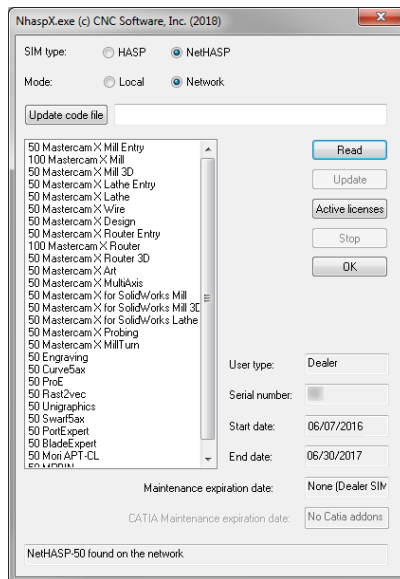 NhaspX.exe (c) CNC Software, Inc. (2018)
SIM type: HASP NetHASP
Mode: Local Network
Update code file
50 Mastercam X Mill Entry
100 Mastercam X Mill
50 Mastercam X Mill 3D
50 Mastercam X Lathe Entry
50 Mastercam X Lathe
50 Mastercam X Wire
50 Mastercam X Design
50 Mastercam X Router Entry
100 Mastercam X Router
50 Mastercam X Router 3D
50 Mastercam X Art
50 Mastercam X MultiAxis
50 Mastercam X for SolidWorks Mill
50 Mastercam X for SolidWorks Mill 3D
50 Mastercam X for SolidWorks Lathe
50 Mastercam X Probing
50 Mastercam X MillTurn
50 Engraving
50 Curve5ax
50 ProE
50 Rast2vec
50 Unigraphics
50 Swarf5ax
50 PortExpert
50 BladeExpert
50 Mori APT-CL
50
Read
Update
Active licenses
Stop
OK
User type: Dealer
Serial number:
Start date: 06/07/2016
End date: 06/30/2017
Maintenance expiration date: None (Dealer SIM
CATIA Maintenance expiration date: No Catia addons
NetHASP-50 found on the network